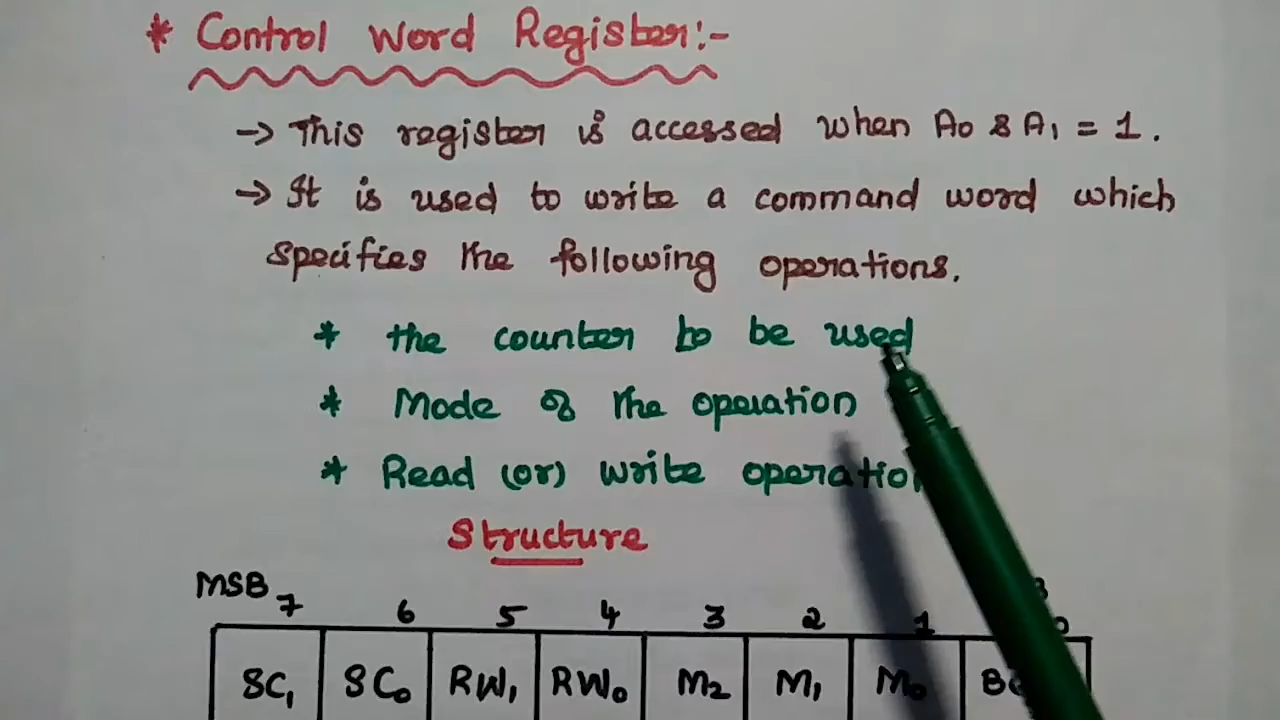 * Control Word Register:-
→ This register is accessed when A0 & A1 = 1.
→ It is used to write a command word which
specifies the following operations.
* the counter to be used
* Mode of the operation
* Read (or) write operation
Structure
MSB
7 6 5 4 3 2 1
SC1 SC0 RW1 RW0 M2 M1 M0